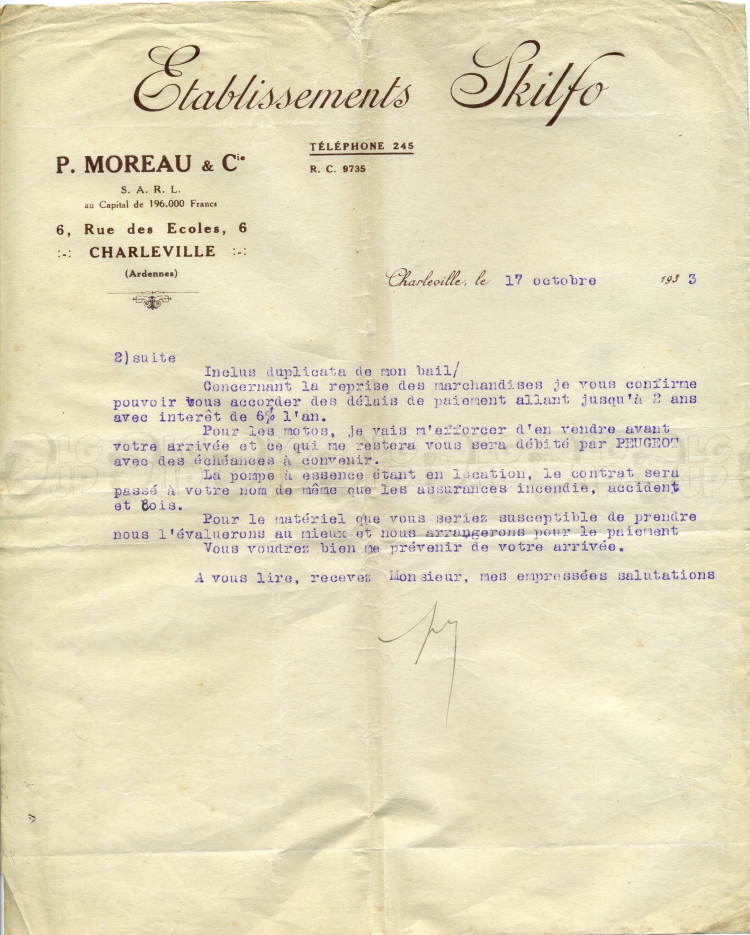 Etablissements Skilfo
P. MOREAU & Cie
S. A. R. L.
au Capital de 196.000 Francs
6, Rue des Ecoles, 6
:-: CHARLEVILLE :-:
(Ardennes)
TÉLÉPHONE 245
R. C. 9735
Charleville, le 17 octobre 1933
2)suite
Inclus duplicata de mon bail/
Concernant la reprise des marchandises je vous confirme
pouvoir vous accorder des délais de paiement allant jusqu'à 2 ans
avec interêt de 6% l'an.
Pour les motos, je vais m'efforcer d'en vendre avant
votre arrivée et ce qui me restera vous sera débité par PEUGEOT
avec des échéances à convenir.
La pompe à essence étant en location, le contrat sera
passé à votre nom de même que les assurances incendie, accident
et
Pour le matériel que vous seriez susceptible de prendre
nous l'évaluerons au mieux et nous arrangerons pour le paiement
Vous voudrez bien me prévenir de votre arrivée.
A vous lire, recevez Monsieur, mes empressées salutations